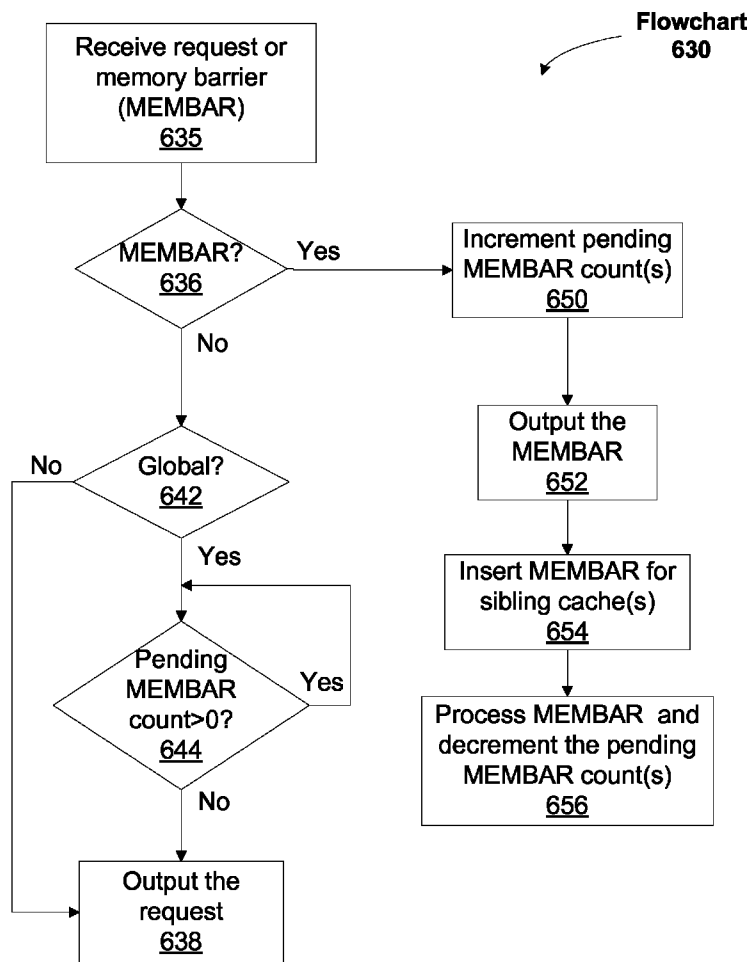 Flowchart
630
Receive request or
memory barrier
(MEMBAR)
635
MEMBAR?
636
Yes
No
Increment pending
MEMBAR count(s)
650
Output the
MEMBAR
652
Insert MEMBAR for
sibling cache(s)
654
Process MEMBAR and
decrement the pending
MEMBAR count(s)
656
Global?
642
No
Yes
Pending
MEMBAR
count>0?
644
Yes
No
Output the
request
638